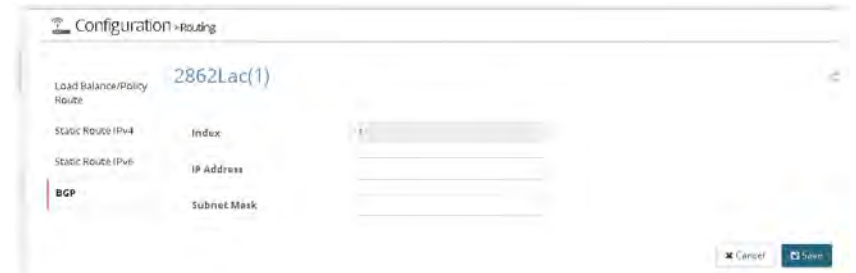 Configuration »Routing
2862Lac(1)
Load Balance/Policy
Route
Static Route IPv4
Static Route IPv6
BGP
Index
1
IP Address
Subnet Mask
✖ Cancel
Save